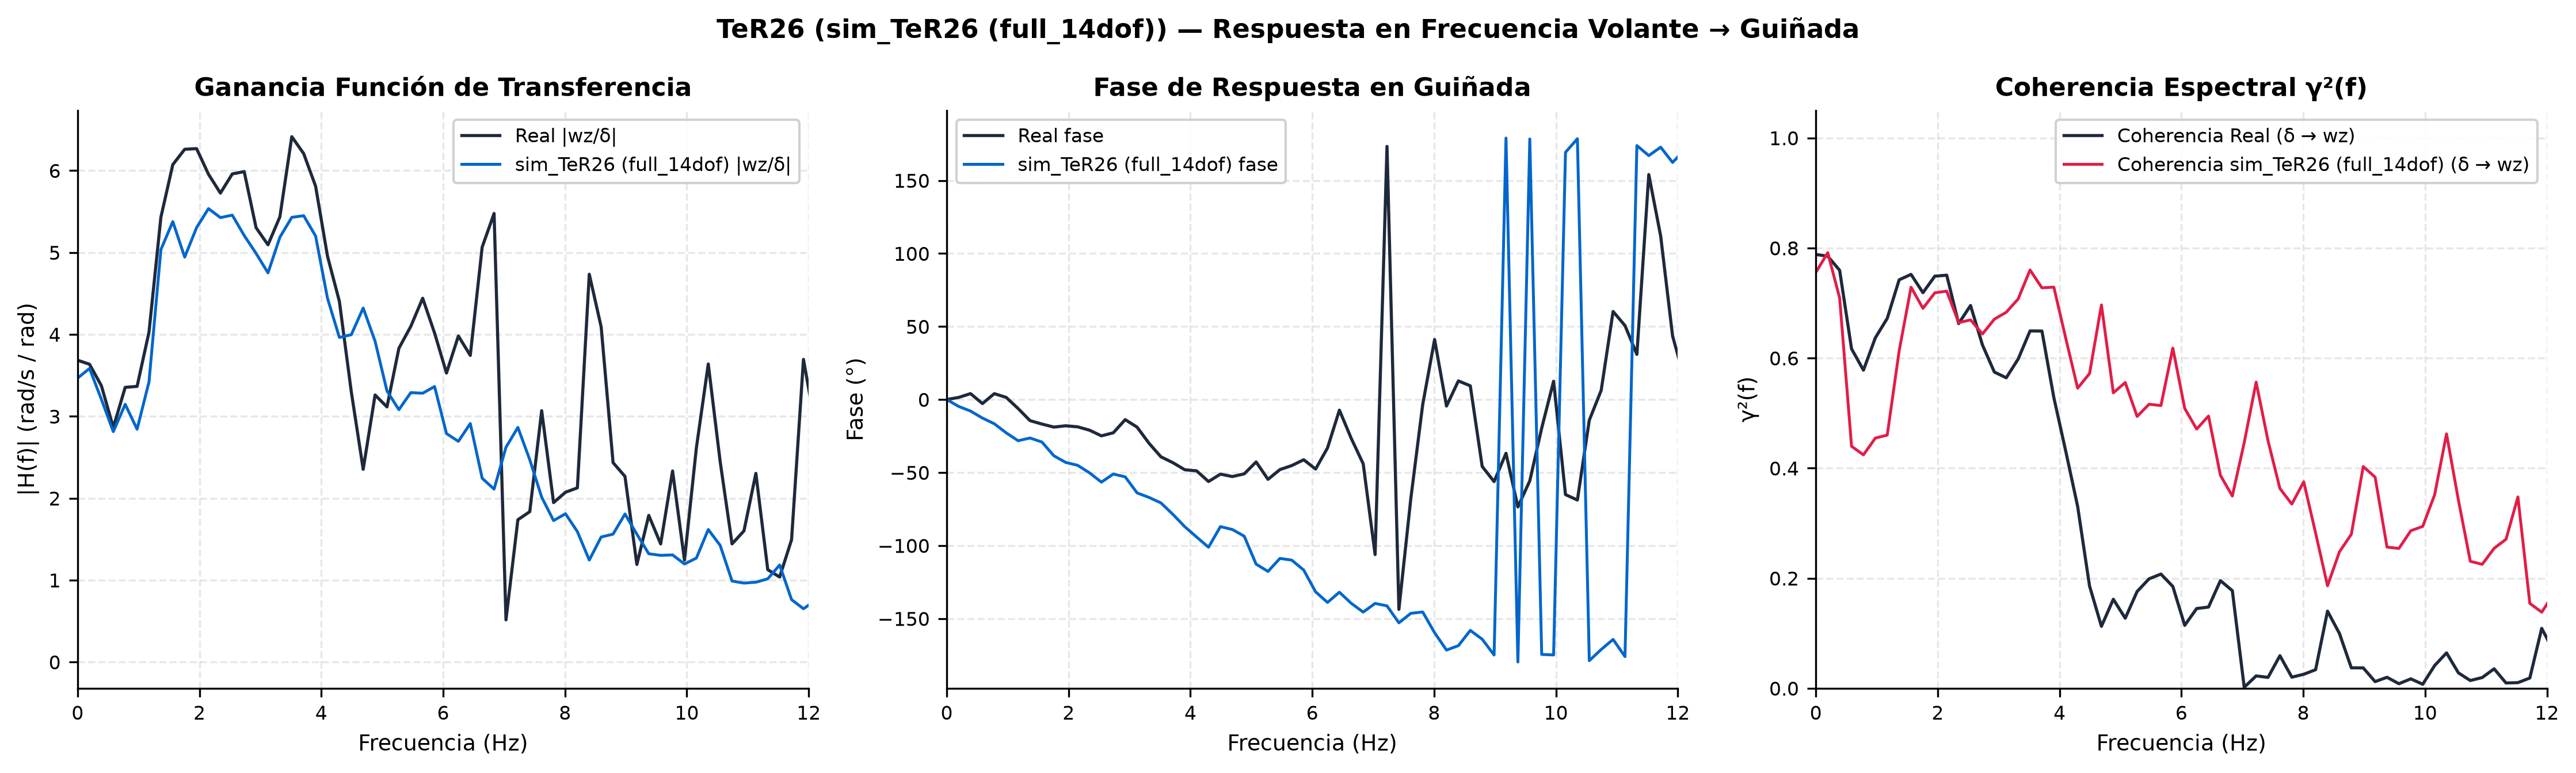 TeR26 (sim_TeR26 (full_14dof)) — Respuesta en Frecuencia Volante → Guiñada
Ganancia Función de Transferencia
|H(f)| (rad/s / rad)
6
5
4
3
2
1
0
Real |wz/δ|
sim_TeR26 (full_14dof) |wz/δ|
0 2 4 6 8 10 12
Frecuencia (Hz)
Fase de Respuesta en Guiñada
Fase (°)
150
100
50
0
−50
−100
−150
Real fase
sim_TeR26 (full_14dof) fase
0 2 4 6 8 10 12
Frecuencia (Hz)
Coherencia Espectral γ²(f)
γ²(f)
1.0
0.8
0.6
0.4
0.2
0.0
Coherencia Real (δ → wz)
Coherencia sim_TeR26 (full_14dof) (δ → wz)
0 2 4 6 8 10 12
Frecuencia (Hz)